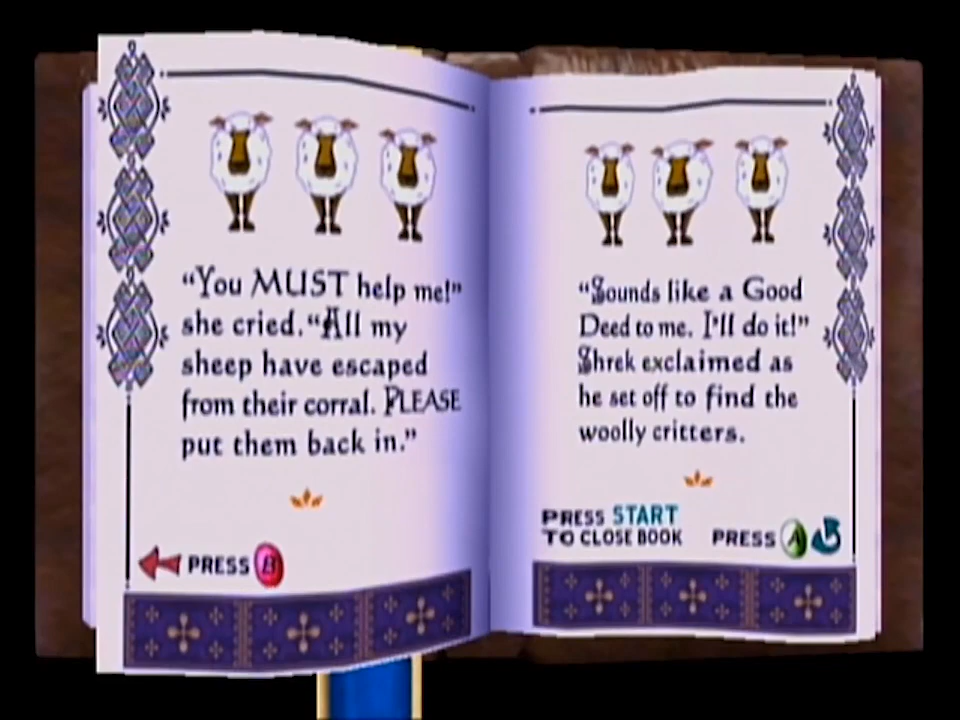 “You MUST help me!”
she cried. “All my
sheep have escaped
from their corral. PLEASE
put them back in.”
PRESS B
“Sounds like a Good
Deed to me. I’ll do it!”
Shrek exclaimed as
he set off to find the
woolly critters.
PRESS START
TO CLOSE BOOK
PRESS A